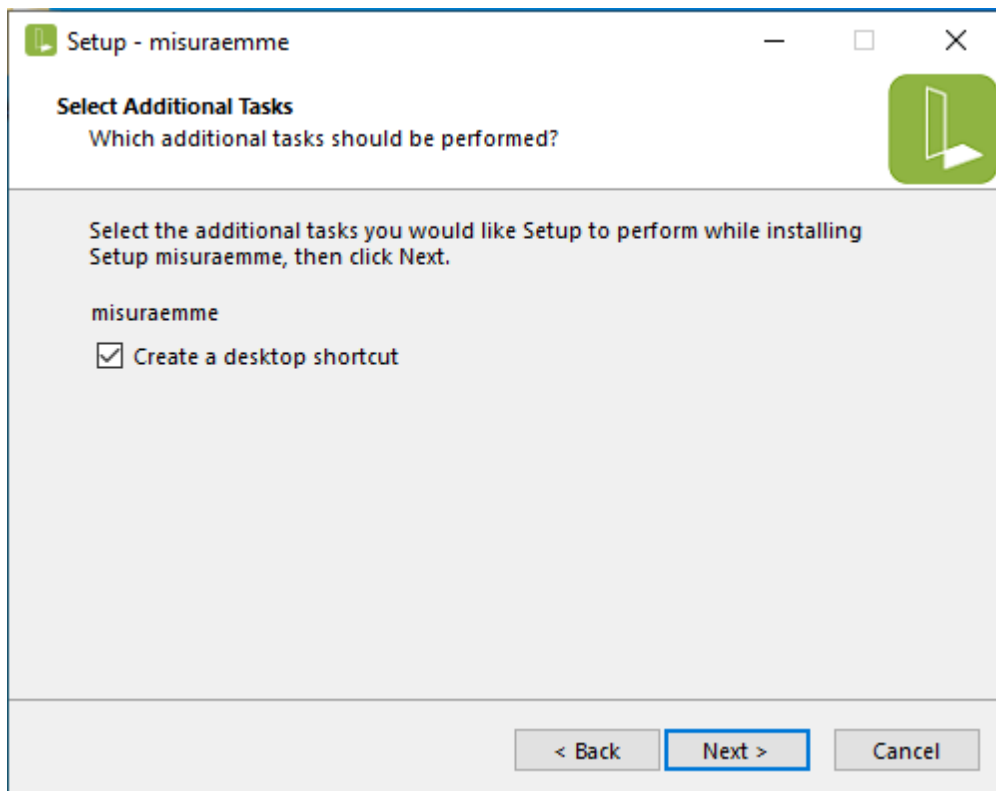 Setup - misuraemme
Select Additional Tasks
Which additional tasks should be performed?
Select the additional tasks you would like Setup to perform while installing
Setup misuraemme, then click Next.
misuraemme
Create a desktop shortcut
< Back
Next >
Cancel